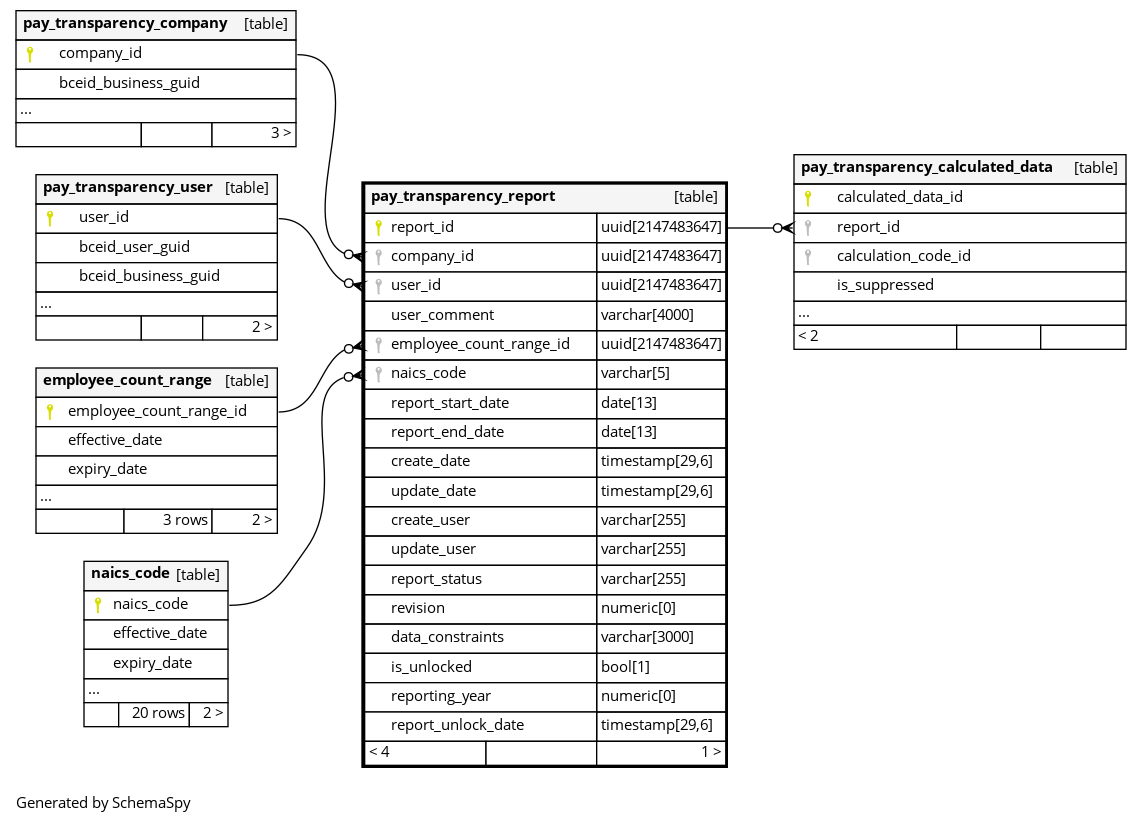 pay_transparency_company [table]
company_id
bceid_business_guid
...
3 >
pay_transparency_user [table]
user_id
bceid_user_guid
bceid_business_guid
...
2 >
employee_count_range [table]
employee_count_range_id
effective_date
expiry_date
...
3 rows 2 >
naics_code [table]
naics_code
effective_date
expiry_date
...
20 rows 2 >
pay_transparency_report [table]
report_id uuid[2147483647]
company_id uuid[2147483647]
user_id uuid[2147483647]
user_comment varchar[4000]
employee_count_range_id uuid[2147483647]
naics_code varchar[5]
report_start_date date[13]
report_end_date date[13]
create_date timestamp[29,6]
update_date timestamp[29,6]
create_user varchar[255]
update_user varchar[255]
report_status varchar[255]
revision numeric[0]
data_constraints varchar[3000]
is_unlocked bool[1]
reporting_year numeric[0]
report_unlock_date timestamp[29,6]
< 4 1 >
pay_transparency_calculated_data [table]
calculated_data_id
report_id
calculation_code_id
is_suppressed
...
< 2
Generated by SchemaSpy